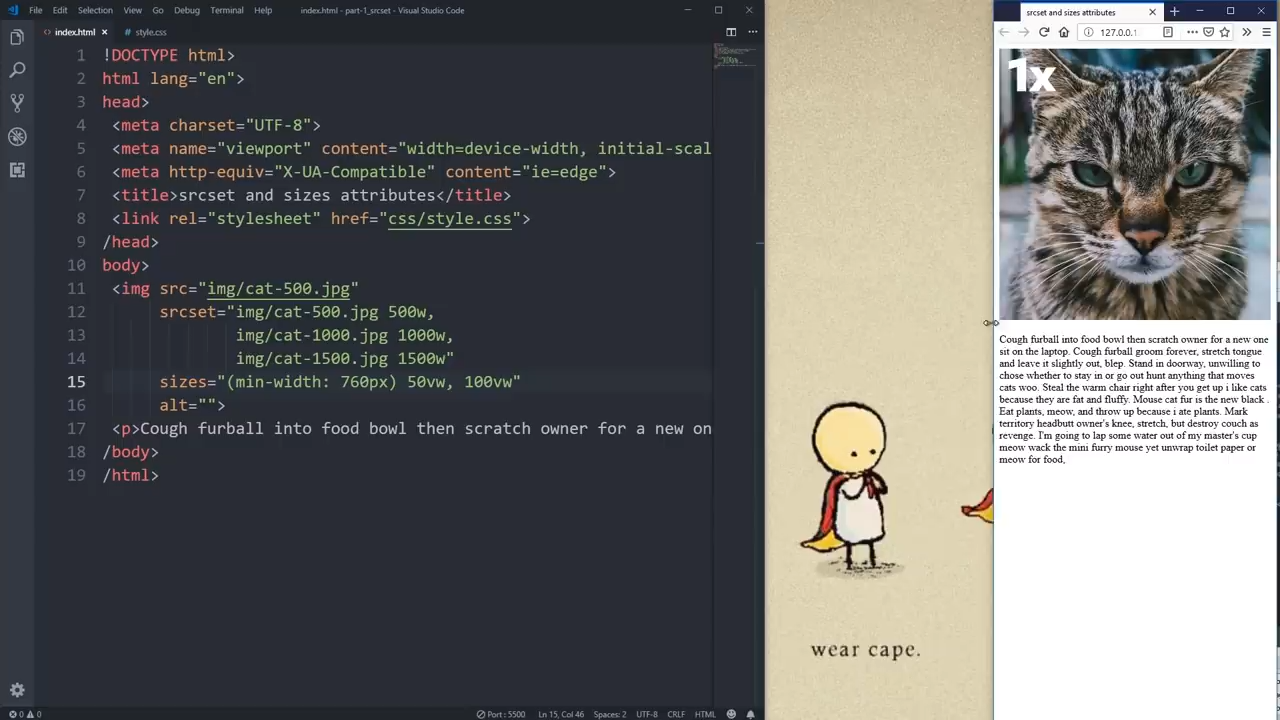 File Edit Selection View Go Debug Terminal Help
index.html - part-1_srcset - Visual Studio Code
index.html
style.css
1 !DOCTYPE html>
2 html lang="en">
3 head>
4 <meta charset="UTF-8">
5 <meta name="viewport" content="width=device-width, initial-scal
6 <meta http-equiv="X-UA-Compatible" content="ie=edge">
7 <title>srcset and sizes attributes</title>
8 <link rel="stylesheet" href="css/style.css">
9 /head>
10 body>
11 <img src="img/cat-500.jpg"
12 srcset="img/cat-500.jpg 500w,
13 img/cat-1000.jpg 1000w,
14 img/cat-1500.jpg 1500w"
15 sizes="(min-width: 760px) 50vw, 100vw"
16 alt="">
17 <p>Cough furball into food bowl then scratch owner for a new on
18 /body>
19 /html>
0 0
Port : 5500
Ln 15, Col 46
Spaces: 2
UTF-8
CRLF
HTML
wear cape.
srcset and sizes attributes
127.0.0.1
1x
Cough furball into food bowl then scratch owner for a new one
sit on the laptop. Cough furball groom forever, stretch tongue
and leave it slightly out, blep. Stand in doorway, unwilling to
chose whether to stay in or go out hunt anything that moves
cats woo. Steal the warm chair right after you get up i like cats
because they are fat and fluffy. Mouse cat fur is the new black .
Eat plants, meow, and throw up because i ate plants. Mark
territory headbutt owner's knee, stretch, but destroy couch as
revenge. I'm going to lap some water out of my master's cup
meow wack the mini furry mouse yet unwrap toilet paper or
meow for food,